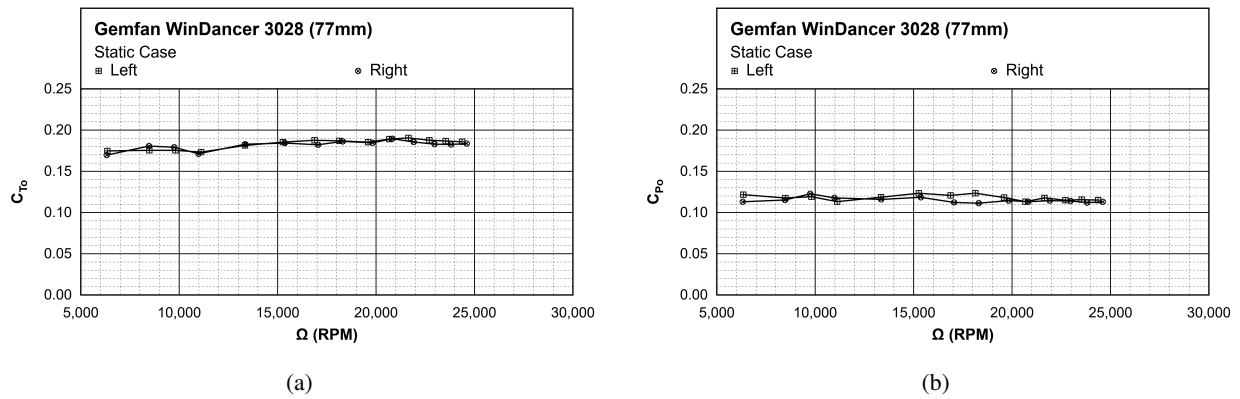 Gemfan WinDancer 3028 (77mm)
Static Case
Left Right
0.25
0.20
0.15
0.10
0.05
0.00
C_To
5,000 10,000 15,000 20,000 25,000 30,000
Ω (RPM)
(a)
Gemfan WinDancer 3028 (77mm)
Static Case
Left Right
0.25
0.20
0.15
0.10
0.05
0.00
C_Po
5,000 10,000 15,000 20,000 25,000 30,000
Ω (RPM)
(b)